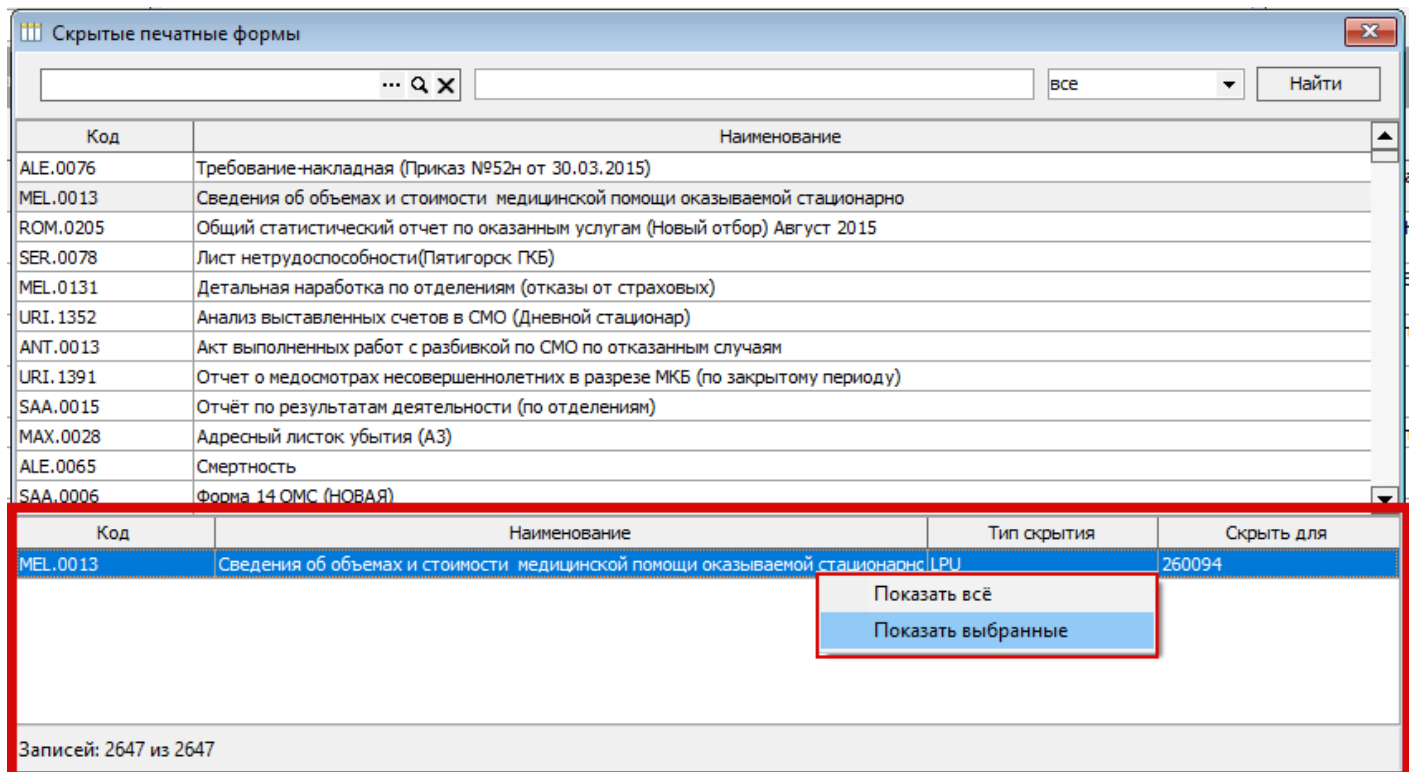 Скрытые печатные формы
все Найти
Код Наименование
ALE.0076 Требование-накладная (Приказ №52н от 30.03.2015)
MEL.0013 Сведения об объемах и стоимости медицинской помощи оказываемой стационарно
ROM.0205 Общий статистический отчет по оказанным услугам (Новый отбор) Август 2015
SER.0078 Лист нетрудоспособности(Пятигорск ГКБ)
MEL.0131 Детальная наработка по отделениям (отказы от страховых)
URI.1352 Анализ выставленных счетов в СМО (Дневной стационар)
ANT.0013 Акт выполненных работ с разбивкой по СМО по отказанным случаям
URI.1391 Отчет о медосмотрах несовершеннолетних в разрезе МКБ (по закрытому периоду)
SAA.0015 Отчёт по результатам деятельности (по отделениям)
MAX.0028 Адресный листок убытия (А3)
ALE.0065 Смертность
SAA.0006 Форма 14 ОМС (НОВАЯ)
Код Наименование Тип скрытия Скрыть для
MEL.0013 Сведения об объемах и стоимости медицинской помощи оказываемой стационарно LPU 260094
Показать всё
Показать выбранные
Записей: 2647 из 2647